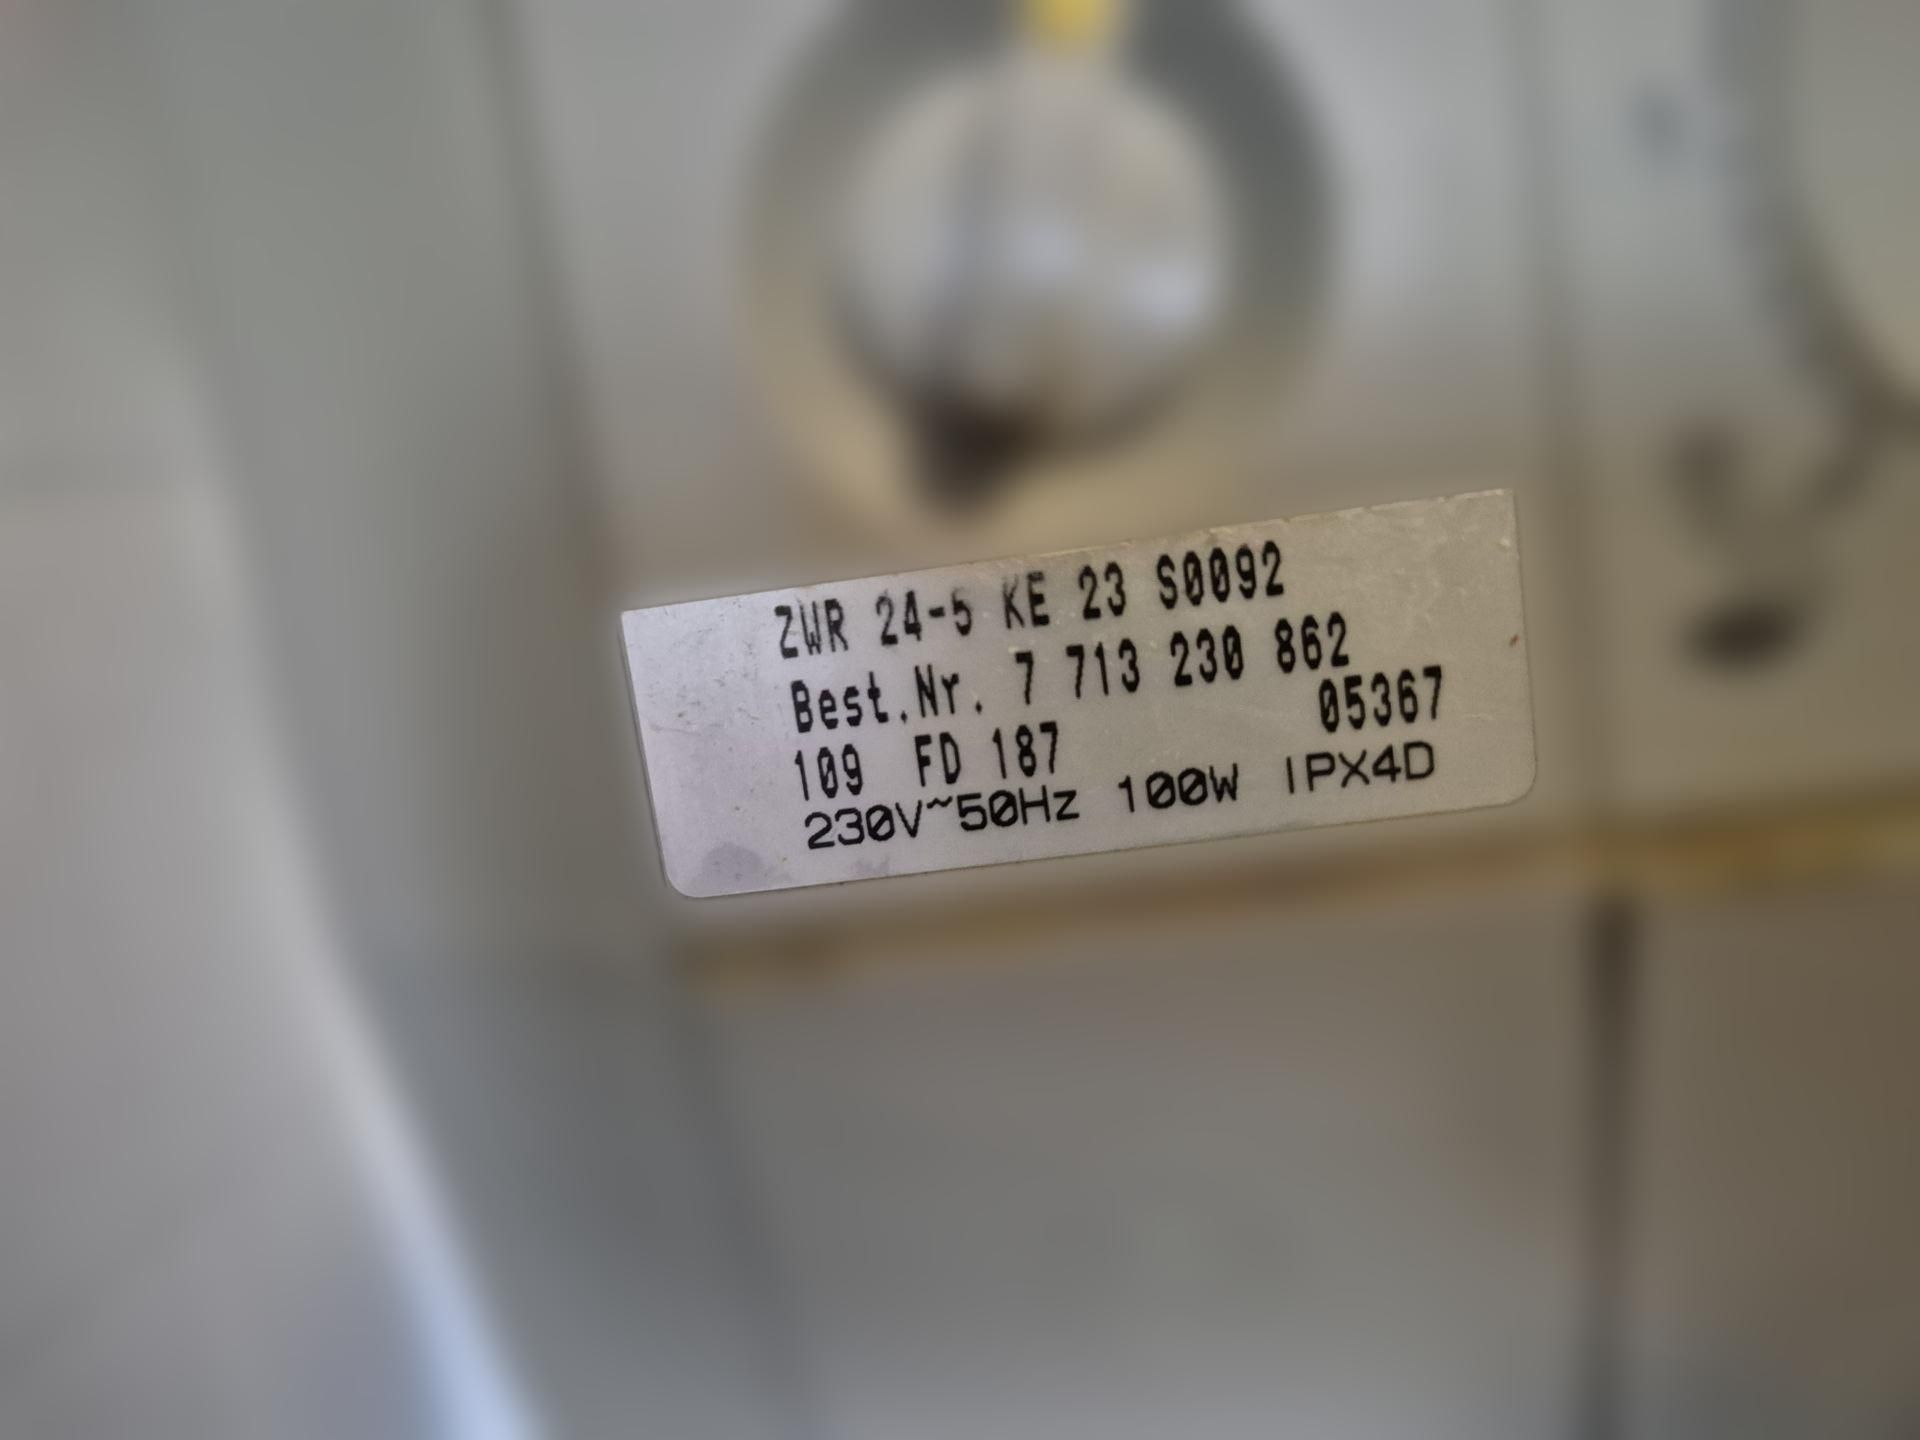 ZWR 24-5 KE 23 S0092
Best.Nr. 7 713 230 862
109 FD 187 05367
230V~50Hz 100W IPX4D